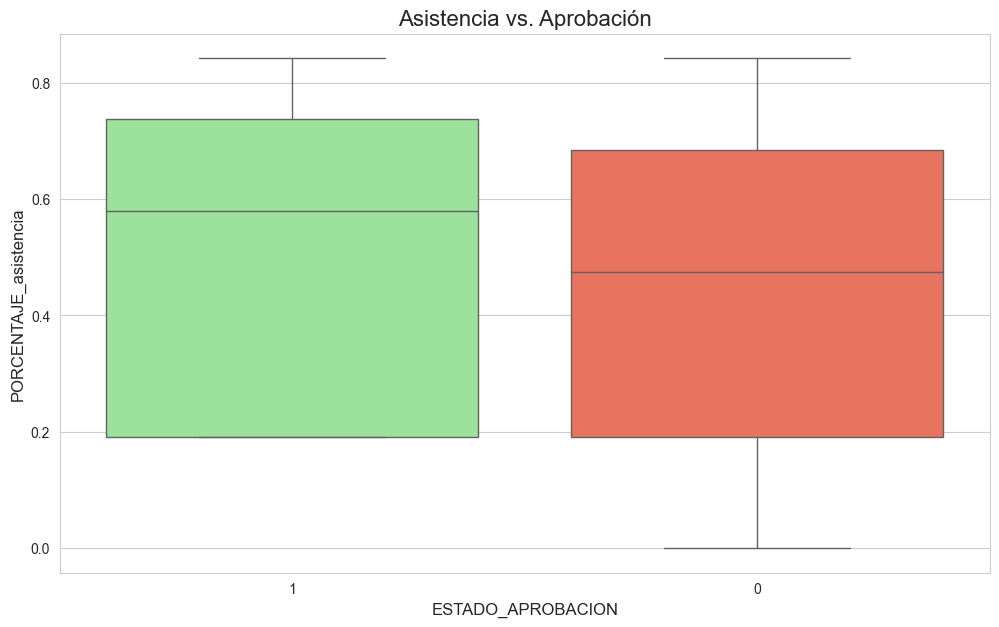 Asistencia vs. Aprobación
PORCENTAJE_asistencia
0.8
0.6
0.4
0.2
0.0
1
0
ESTADO_APROBACION